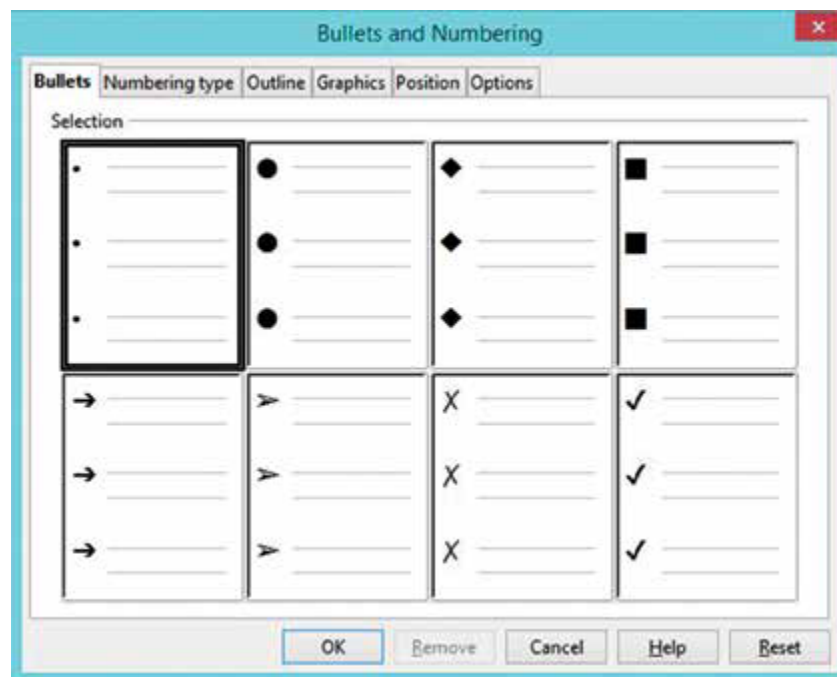 Bullets and Numbering
Bullets Numbering type Outline Graphics Position Options
Selection
OK Remove Cancel Help Reset